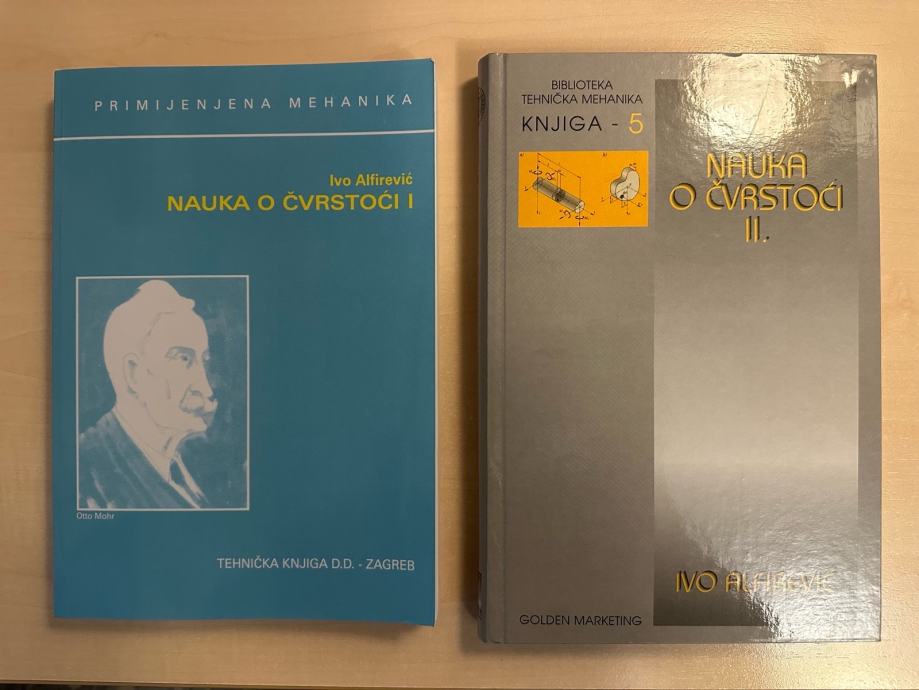 PRIMIJENJENA MEHANIKA
Ivo Alfirević
NAUKA O ČVRSTOĆI I
Otto Mohr
TEHNIČKA KNJIGA D.D. - ZAGREB
BIBLIOTEKA
TEHNIČKA MEHANIKA
KNJIGA - 5
a)
b)
NAUKA
O ČVRSTOĆI
II.
IVO ALFIREVIĆ
GOLDEN MARKETING